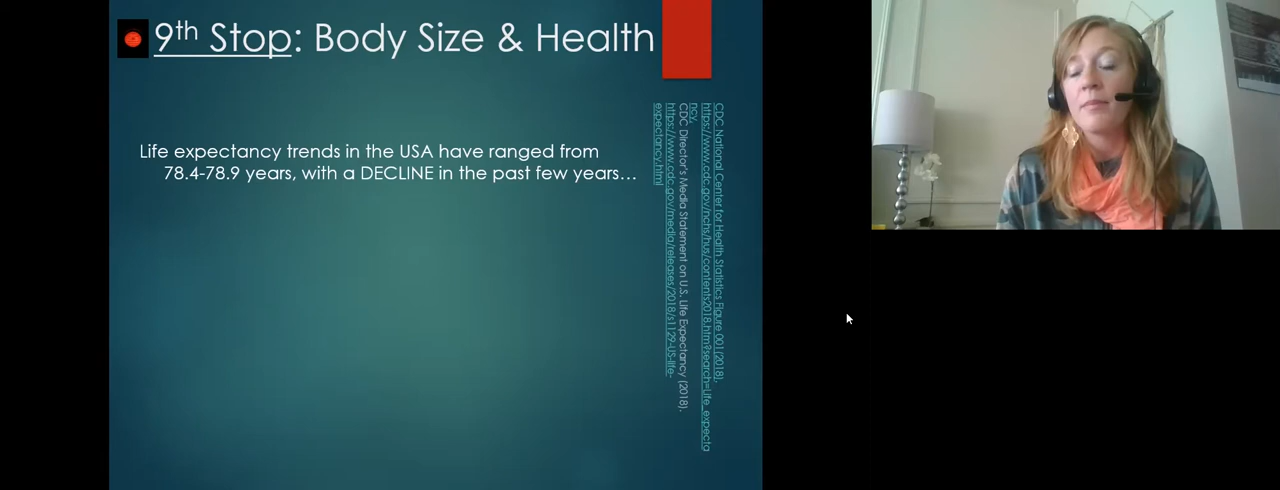 9th Stop: Body Size & Health
Life expectancy trends in the USA have ranged from
78.4-78.9 years, with a DECLINE in the past few years…
CDC National Center for Health Statistics Figure 001(2018).
https://www.cdc.gov/nchs/hus/contents2018.htm?search=Life_expecta
ncy,
CDC Director's Media Statement on U.S. Life Expectancy (2018).
https://www.cdc.gov/media/releases/2018/s1129-US-life-
expectancy.html